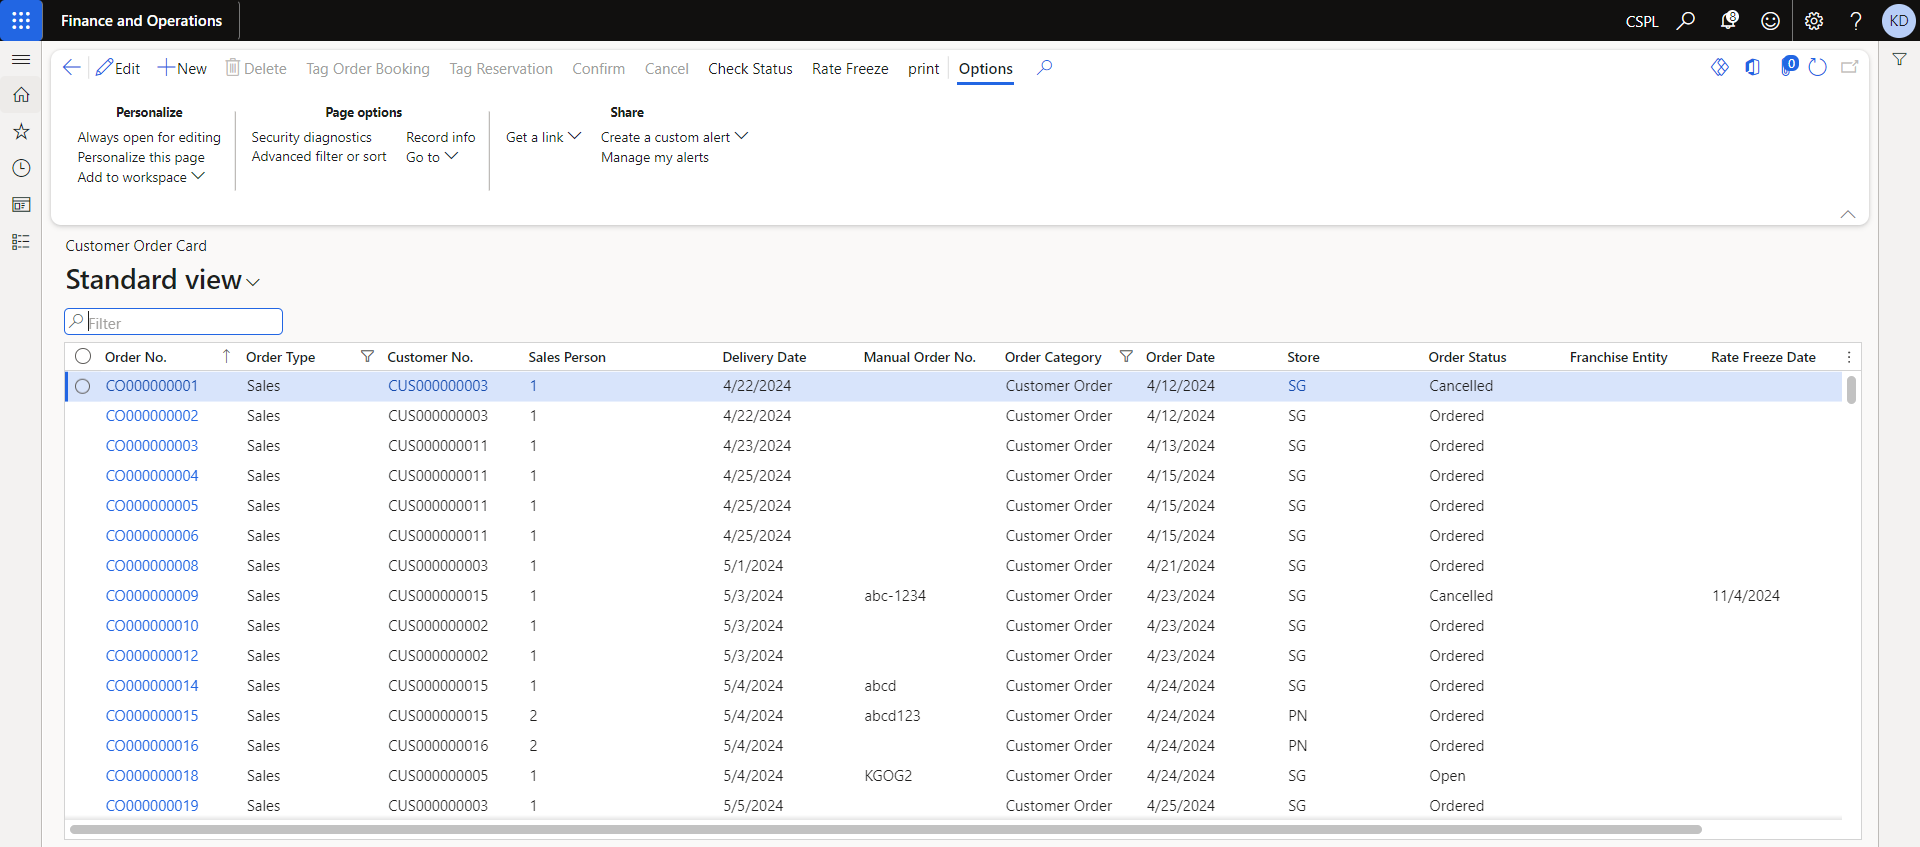 Finance and Operations
CSPL
8
KD
Edit New Delete Tag Order Booking Tag Reservation Confirm Cancel Check Status Rate Freeze print Options
0
Personalize
Always open for editing
Personalize this page
Add to workspace
Page options
Security diagnostics Record info
Advanced filter or sort Go to
Get a link
Share
Create a custom alert
Manage my alerts
Customer Order Card
Standard view
Filter
Order No. Order Type Customer No. Sales Person Delivery Date Manual Order No. Order Category Order Date Store Order Status Franchise Entity Rate Freeze Date
CO000000001 Sales CUS000000003 1 4/22/2024 Customer Order 4/12/2024 SG Cancelled
CO000000002 Sales CUS000000003 1 4/22/2024 Customer Order 4/12/2024 SG Ordered
CO000000003 Sales CUS000000011 1 4/23/2024 Customer Order 4/13/2024 SG Ordered
CO000000004 Sales CUS000000011 1 4/25/2024 Customer Order 4/15/2024 SG Ordered
CO000000005 Sales CUS000000011 1 4/25/2024 Customer Order 4/15/2024 SG Ordered
CO000000006 Sales CUS000000011 1 4/25/2024 Customer Order 4/15/2024 SG Ordered
CO000000008 Sales CUS000000003 1 5/1/2024 Customer Order 4/21/2024 SG Ordered
CO000000009 Sales CUS000000015 1 5/3/2024 abc-1234 Customer Order 4/23/2024 SG Cancelled 11/4/2024
CO000000010 Sales CUS000000002 1 5/3/2024 Customer Order 4/23/2024 SG Ordered
CO000000012 Sales CUS000000002 1 5/3/2024 Customer Order 4/23/2024 SG Ordered
CO000000014 Sales CUS000000015 1 5/4/2024 abcd Customer Order 4/24/2024 SG Ordered
CO000000015 Sales CUS000000015 2 5/4/2024 abcd123 Customer Order 4/24/2024 PN Ordered
CO000000016 Sales CUS000000016 2 5/4/2024 Customer Order 4/24/2024 PN Ordered
CO000000018 Sales CUS000000005 1 5/4/2024 KGOG2 Customer Order 4/24/2024 SG Open
CO000000019 Sales CUS000000003 1 5/5/2024 Customer Order 4/25/2024 SG Ordered